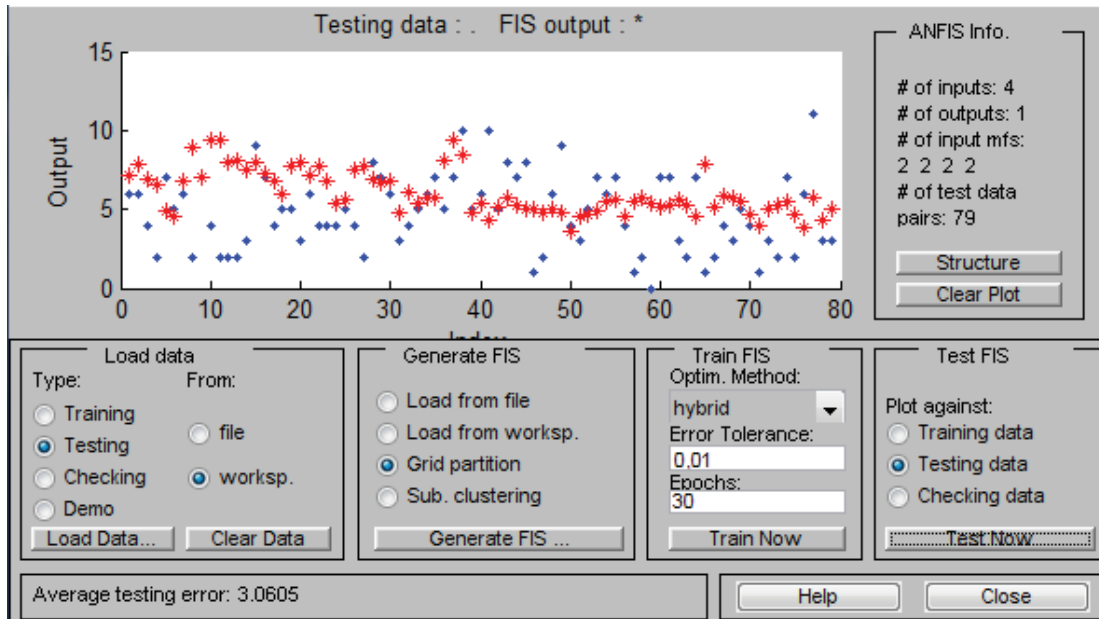 Testing data : .   FIS output : *
15
10
5
0
Output
0 10 20 30 40 50 60 70 80
Index
ANFIS Info.
# of inputs: 4
# of outputs: 1
# of input mfs:
2 2 2 2
# of test data
pairs: 79
Structure
Clear Plot
Load data
Type: From:
Training
Testing
Checking
Demo
file
worksp.
Load Data... Clear Data
Generate FIS
Load from file
Load from worksp.
Grid partition
Sub. clustering
Generate FIS ...
Train FIS
Optim. Method:
hybrid
Error Tolerance:
0,01
Epochs:
30
Train Now
Test FIS
Plot against:
Training data
Testing data
Checking data
Test Now
Average testing error: 3.0605
Help Close